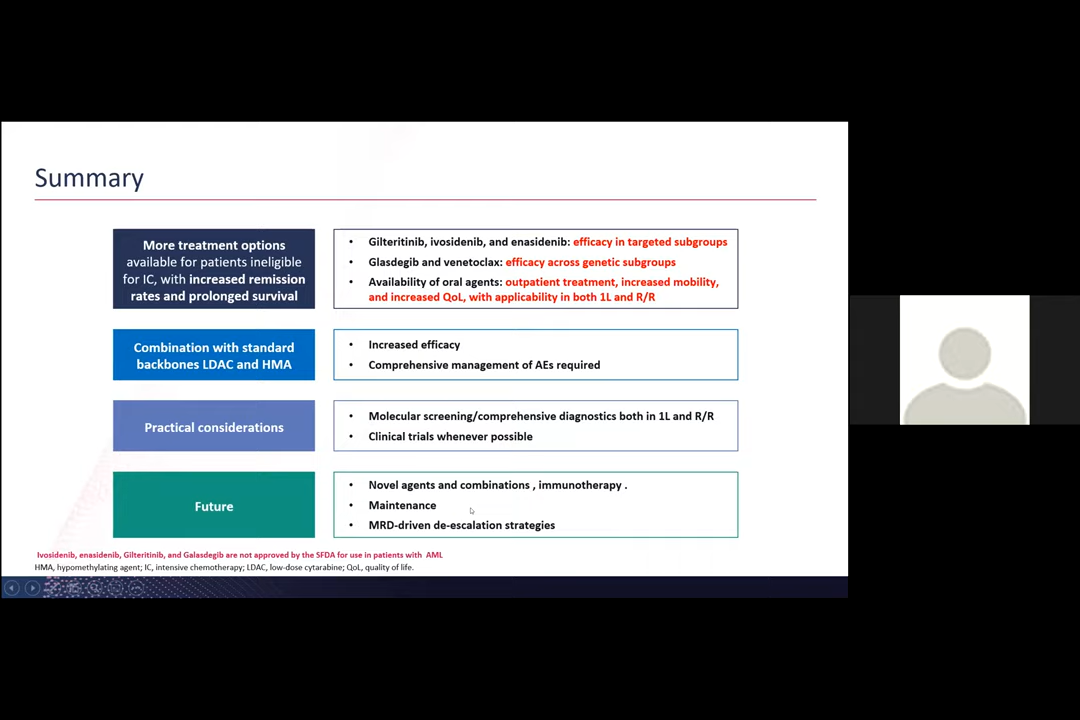 Summary
More treatment options
available for patients ineligible
for IC, with increased remission
rates and prolonged survival
• Gilteritinib, ivosidenib, and enasidenib: efficacy in targeted subgroups
• Glasdegib and venetoclax: efficacy across genetic subgroups
• Availability of oral agents: outpatient treatment, increased mobility,
and increased QoL, with applicability in both 1L and R/R
Combination with standard
backbones LDAC and HMA
• Increased efficacy
• Comprehensive management of AEs required
Practical considerations
• Molecular screening/comprehensive diagnostics both in 1L and R/R
• Clinical trials whenever possible
Future
• Novel agents and combinations , immunotherapy .
• Maintenance
• MRD-driven de-escalation strategies
Ivosidenib, enasidenib, Gilteritinib, and Galasdegib are not approved by the SFDA for use in patients with AML
HMA, hypomethylating agent; IC, intensive chemotherapy; LDAC, low-dose cytarabine; QoL, quality of life.